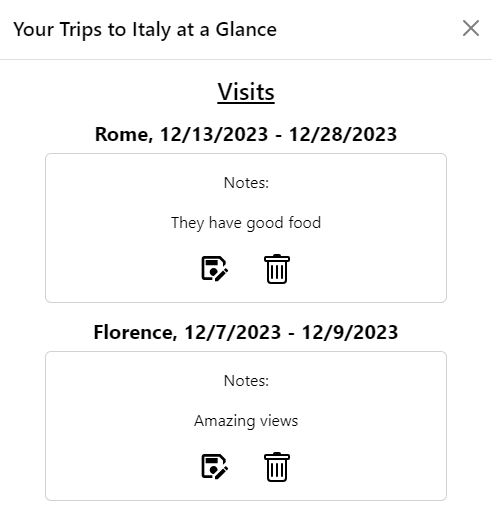 Your Trips to Italy at a Glance
Visits
Rome, 12/13/2023 - 12/28/2023
Notes:
They have good food
Florence, 12/7/2023 - 12/9/2023
Notes:
Amazing views